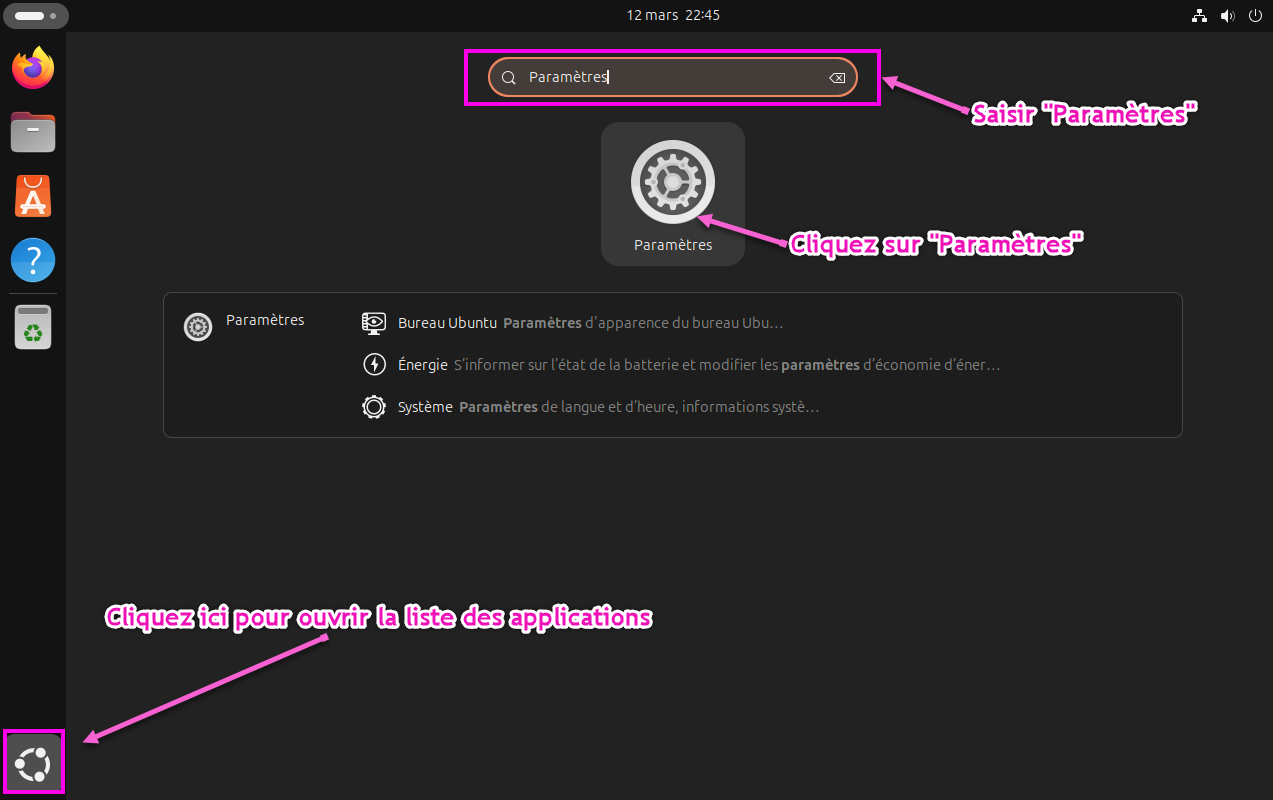 12 mars 22:45
Paramètres
Saisir "Paramètres"
Paramètres
Cliquez sur "Paramètres"
Paramètres
Bureau Ubuntu Paramètres d'apparence du bureau Ubu…
Énergie S’informer sur l’état de la batterie et modifier les paramètres d’économie d’éner…
Système Paramètres de langue et d’heure, informations systè…
Cliquez ici pour ouvrir la liste des applications